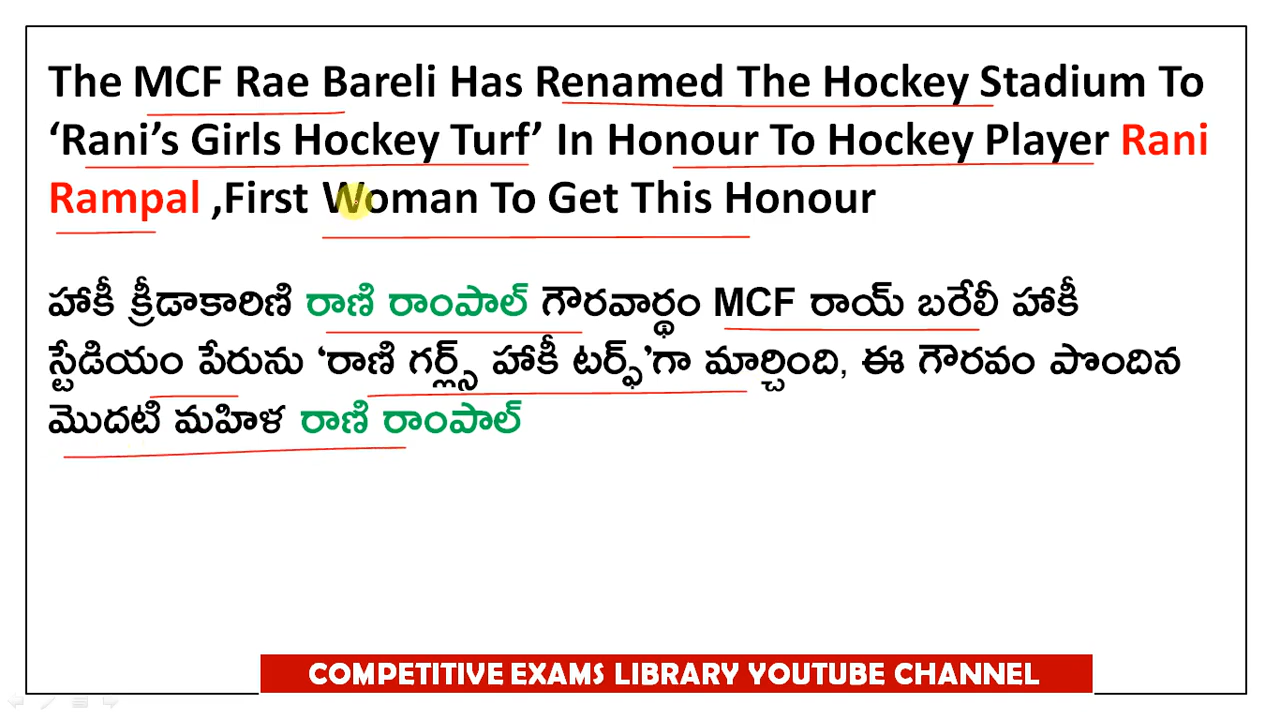 The MCF Rae Bareli Has Renamed The Hockey Stadium To
‘Rani’s Girls Hockey Turf’ In Honour To Hockey Player Rani
Rampal ,First Woman To Get This Honour
హాకీ క్రీడాకారిణి రాణి రాంపాల్ గౌరవార్థం MCF రాయ్ బరేలీ హాకీ
స్టేడియం పేరును ‘రాణి గర్ల్స్ హాకీ టర్ఫ్’గా మార్చింది, ఈ గౌరవం పొందిన
మొదటి మహిళ రాణి రాంపాల్
COMPETITIVE EXAMS LIBRARY YOUTUBE CHANNEL